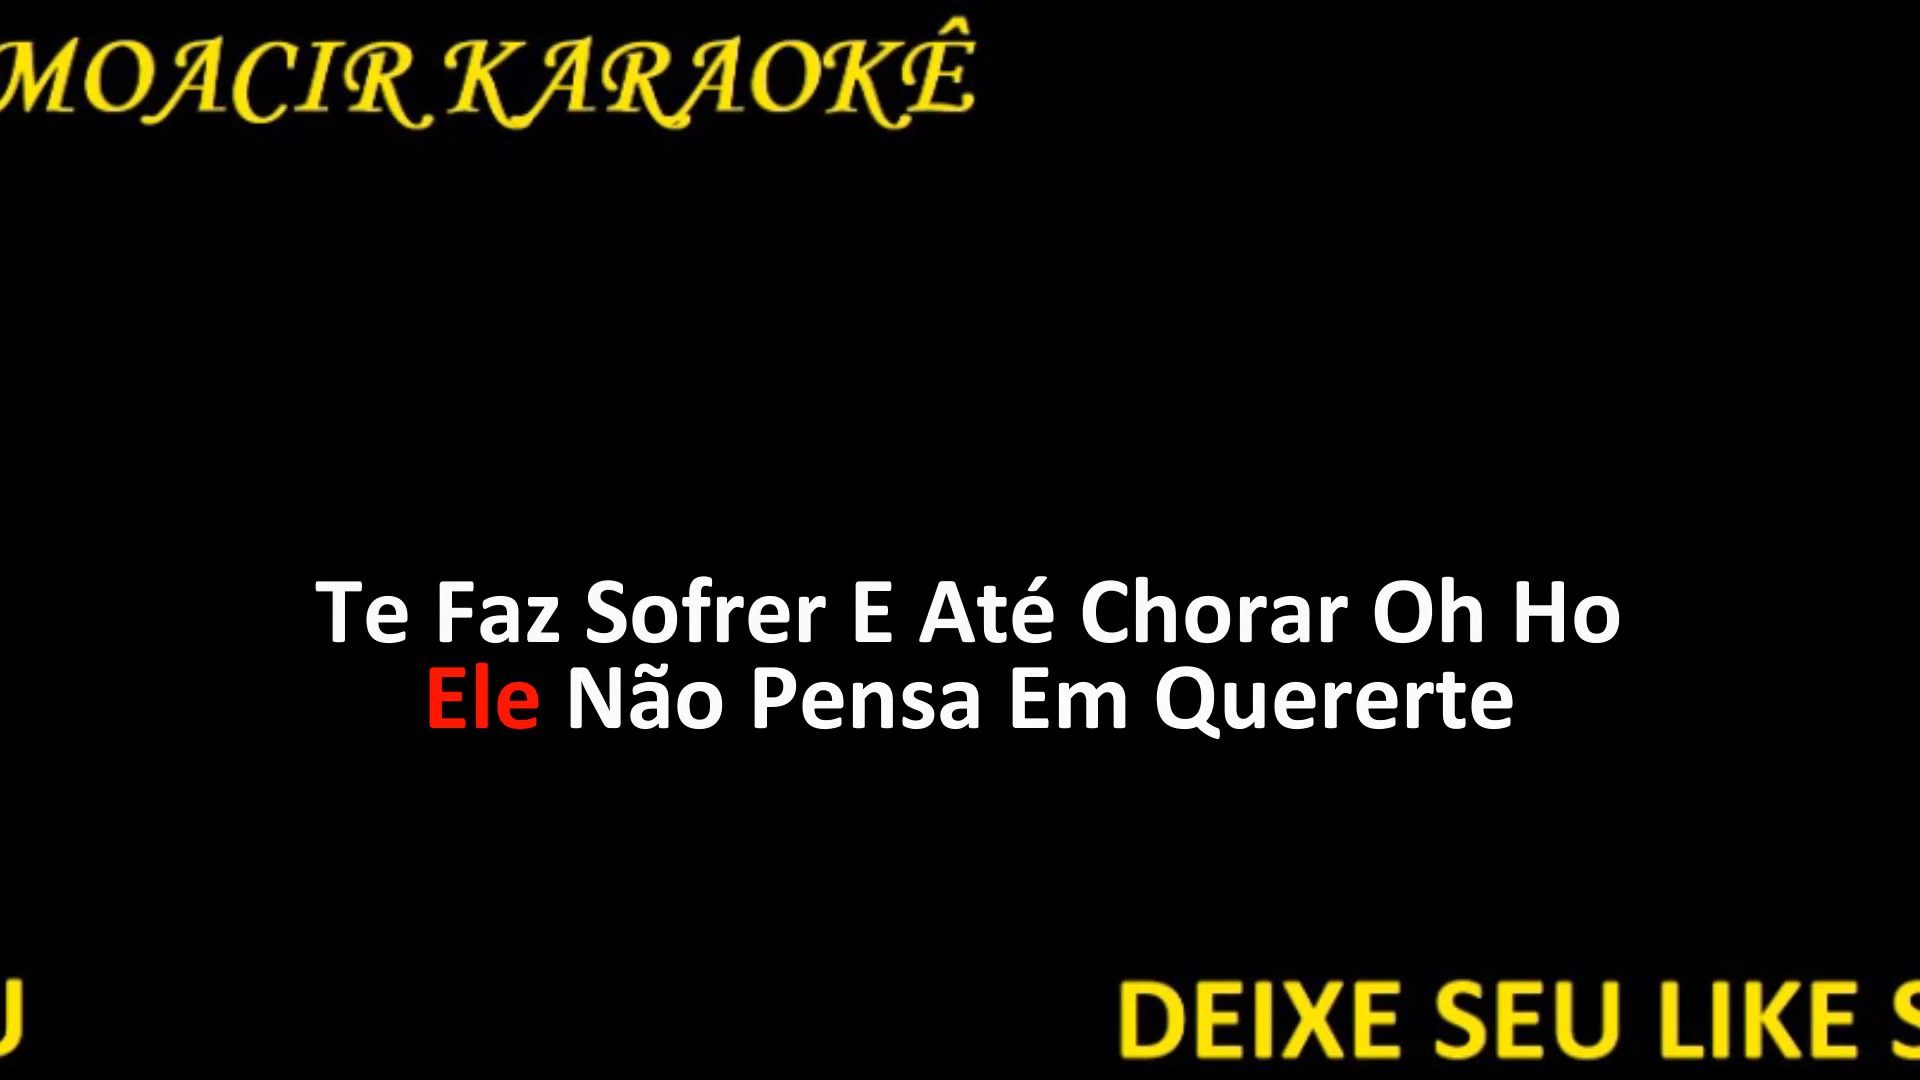 MOACIR KARAOKÊ
Te Faz Sofrer E Até Chorar Oh Ho
Ele Não Pensa Em Quererte
DEIXE SEU LIKE